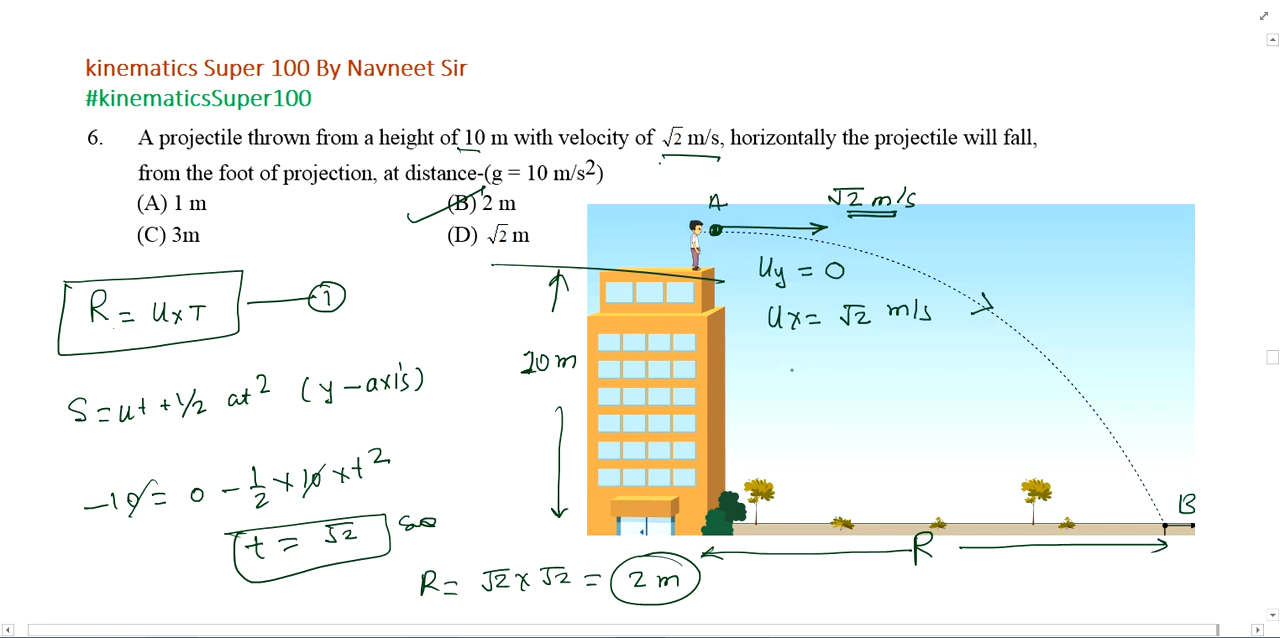 kinematics Super 100 By Navneet Sir
#kinematicsSuper100
6. A projectile thrown from a height of 10 m with velocity of √2 m/s, horizontally the projectile will fall,
from the foot of projection, at distance-(g = 10 m/s²)
(A) 1 m (B) 2 m
(C) 3m (D) √2 m
A √2 m/s
uy = 0
ux = √2 m/s
R = ux T ①
10 m
S = ut + 1/2 at² (y-axis)
-10 = 0 - 1/2 × 10 × t²
t = √2 sec
B
R
R = √2 × √2 = 2 m